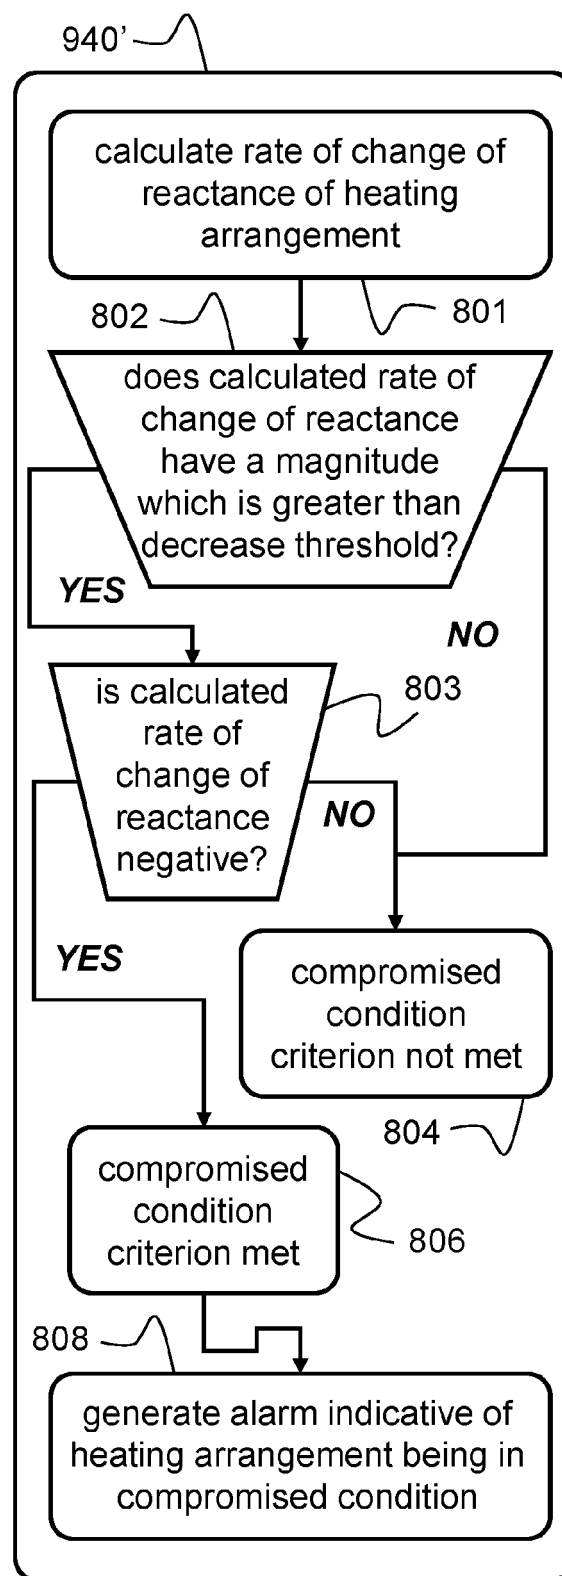 940’
calculate rate of change of
reactance of heating
arrangement
802
801
does calculated rate of
change of reactance
have a magnitude
which is greater than
decrease threshold?
YES
NO
is calculated
rate of
change of
reactance
negative?
803
NO
YES
compromised
condition
criterion not met
804
compromised
condition
criterion met
806
808
generate alarm indicative of
heating arrangement being in
compromised condition